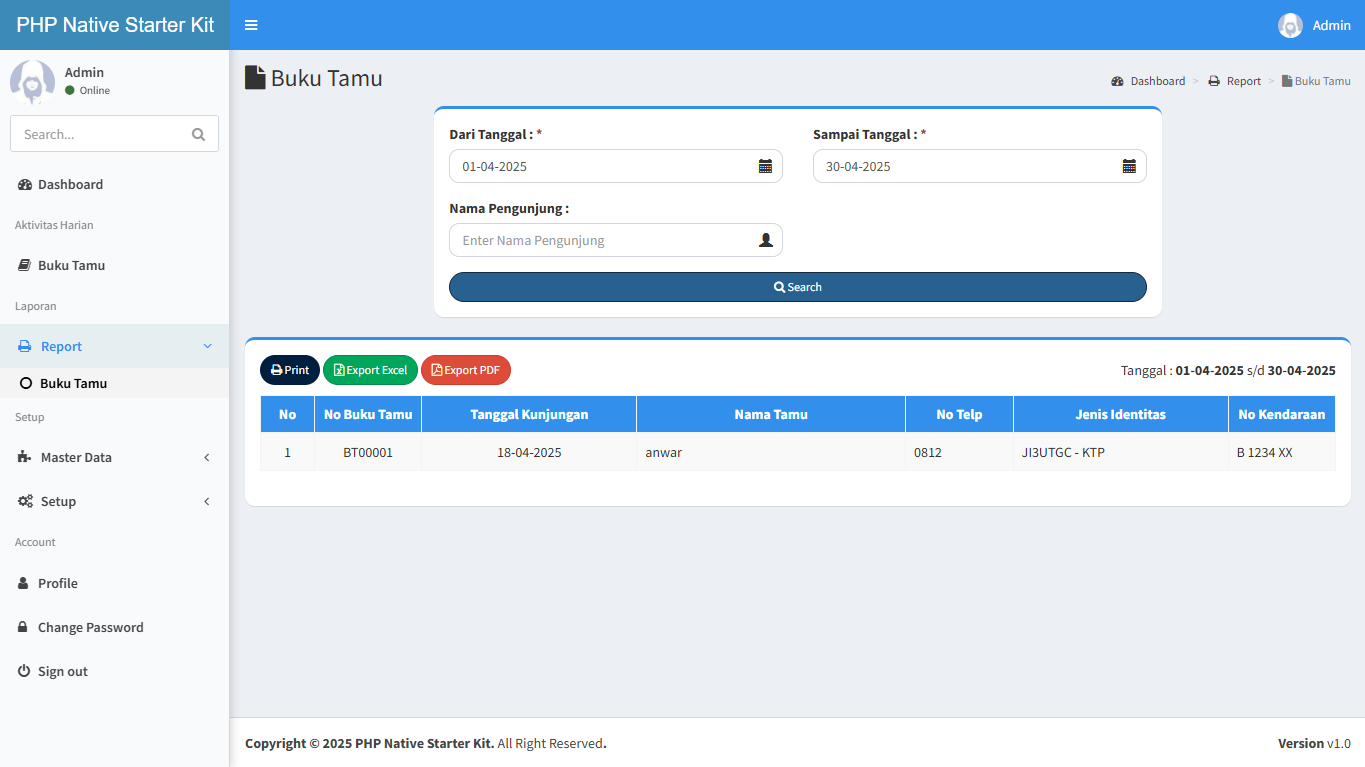 PHP Native Starter Kit
Admin
Admin
Online
Search...
Dashboard
Aktivitas Harian
Buku Tamu
Laporan
Report
Buku Tamu
Setup
Master Data
Setup
Account
Profile
Change Password
Sign out
Buku Tamu
Dashboard > Report > Buku Tamu
Dari Tanggal : * Sampai Tanggal : *
01-04-2025 30-04-2025
Nama Pengunjung :
Enter Nama Pengunjung
Search
Print Export Excel Export PDF Tanggal : 01-04-2025 s/d 30-04-2025
No No Buku Tamu Tanggal Kunjungan Nama Tamu No Telp Jenis Identitas No Kendaraan
1 BT00001 18-04-2025 anwar 0812 JI3UTGC - KTP B 1234 XX
Copyright © 2025 PHP Native Starter Kit. All Right Reserved. Version v1.0